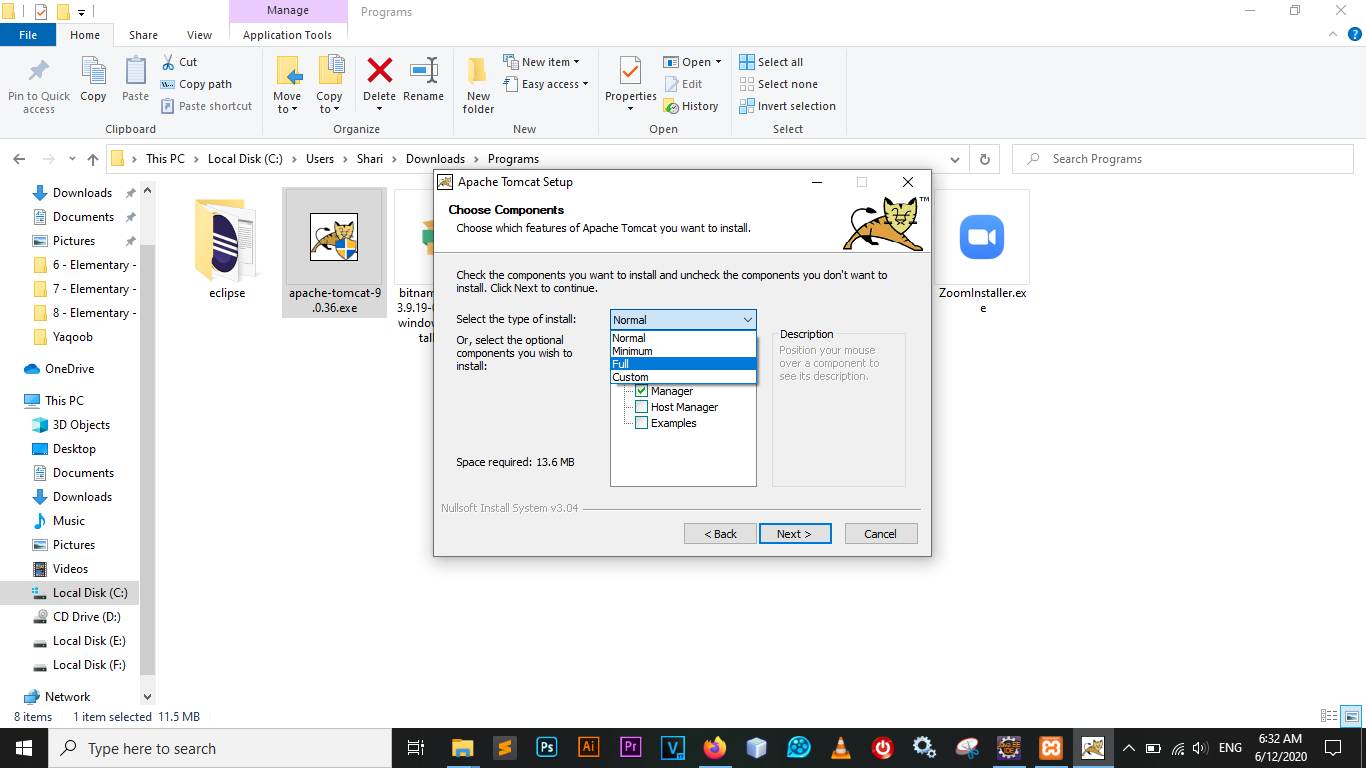 Manage
Programs
File
Home
Share
View
Application Tools
Pin to Quick
access
Copy
Paste
Cut
Copy path
Paste shortcut
Clipboard
Move
to
Copy
to
Delete
Rename
Organize
New
folder
New item
Easy access
New
Properties
Open
Edit
History
Open
Select all
Select none
Invert selection
Select
This PC
Local Disk (C:)
Users
Shari
Downloads
Programs
Search Programs
Downloads
Documents
Pictures
6 - Elementary -
7 - Elementary -
8 - Elementary -
Yaqoob
OneDrive
This PC
3D Objects
Desktop
Documents
Downloads
Music
Pictures
Videos
Local Disk (C:)
CD Drive (D:)
Local Disk (E:)
Local Disk (F:)
Network
eclipse
apache-tomcat-9
.0.36.exe
bitnam
3.9.19-
window
tal
ZoomInstaller.ex
e
Apache Tomcat Setup
Choose Components
Choose which features of Apache Tomcat you want to install.
TM
Check the components you want to install and uncheck the components you don't want to
install. Click Next to continue.
Select the type of install:
Normal
Normal
Minimum
Full
Custom
Or, select the optional
components you wish to
install:
Manager
Host Manager
Examples
Description
Position your mouse
over a component to
see its description.
Space required: 13.6 MB
Nullsoft Install System v3.04
< Back
Next >
Cancel
8 items
1 item selected 11.5 MB
Type here to search
Ps
Ai
Pr
V
ENG
6:32 AM
6/12/2020